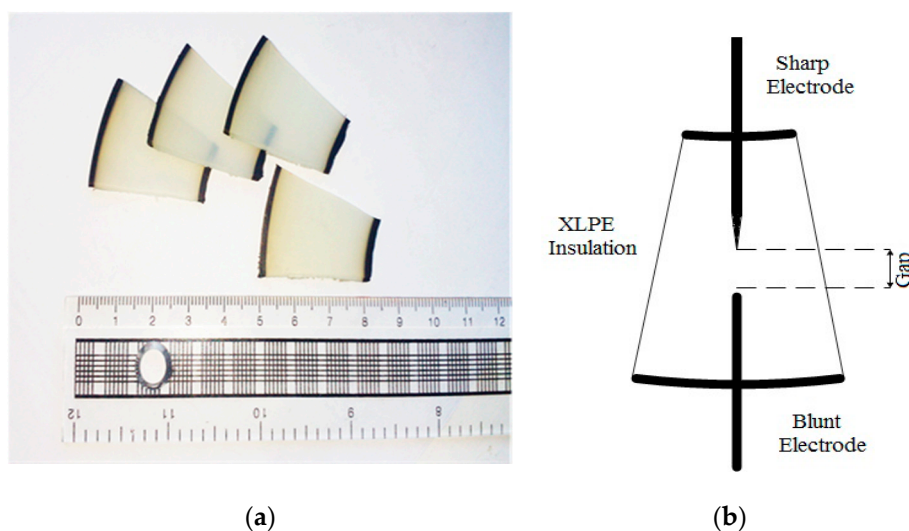 Sharp
Electrode
XLPE
Insulation
Gap
Blunt
Electrode
0 1 2 3 4 5 6 7 8 9 10 11 12
12 11 10 9 8
(a)
(b)